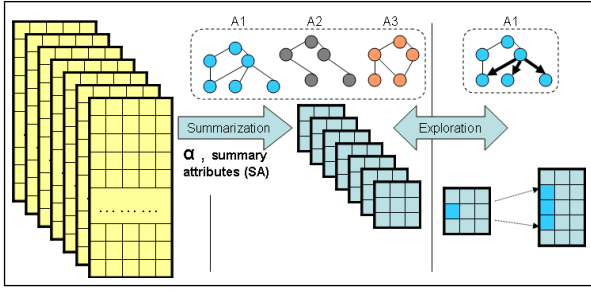 A1 A2 A3 A1
Summarization
Exploration
α , summary
attributes (SA)
.........